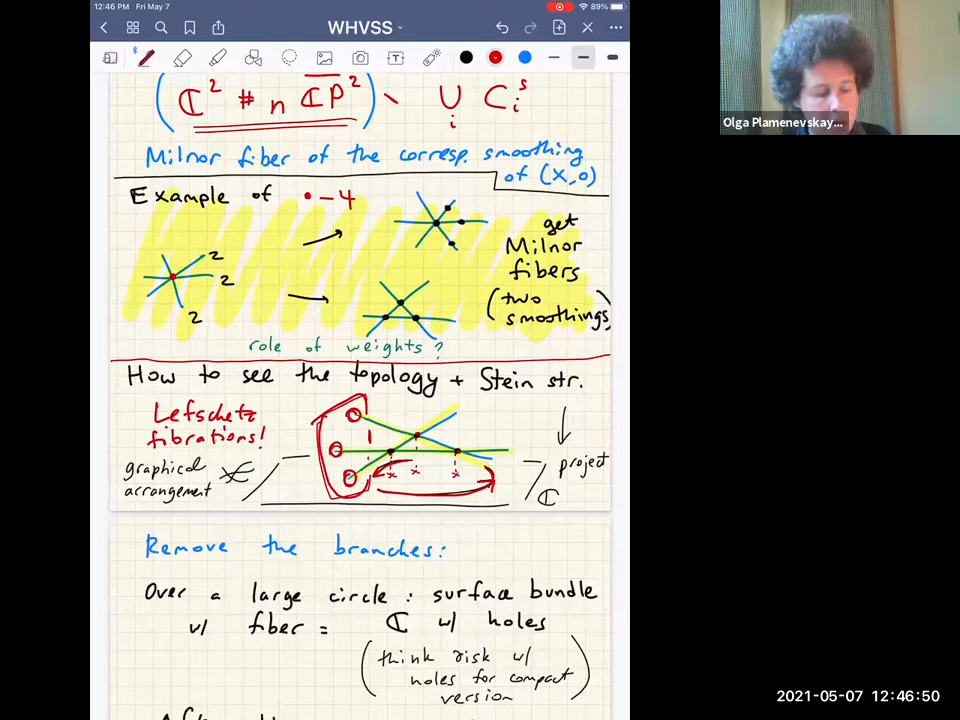 12:46 PM Fri May 7
89%
WHVSS
(ℂ² # n \overline{ℂP}²) \ ∪ᵢ Cᵢˢ
Milnor fiber of the corresp. smoothing
of (X,0)
Example of • -4
2
2
2
get
Milnor
fibers
(two
smoothings)
role of weights?
How to see the topology + Stein str.
Lefschetz
fibrations!
graphical
arrangement
project
ℂ
Remove the branches:
Over a large circle: surface bundle
w/ fiber = ℂ w/ holes
(think risk w/
holes for compact
version)
Olga Plamenevskay...
2021-05-07 12:46:50